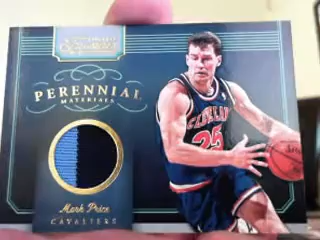 PERENNIAL
MATERIALS
CLEVELAND
25
Mark Price
CAVALIERS